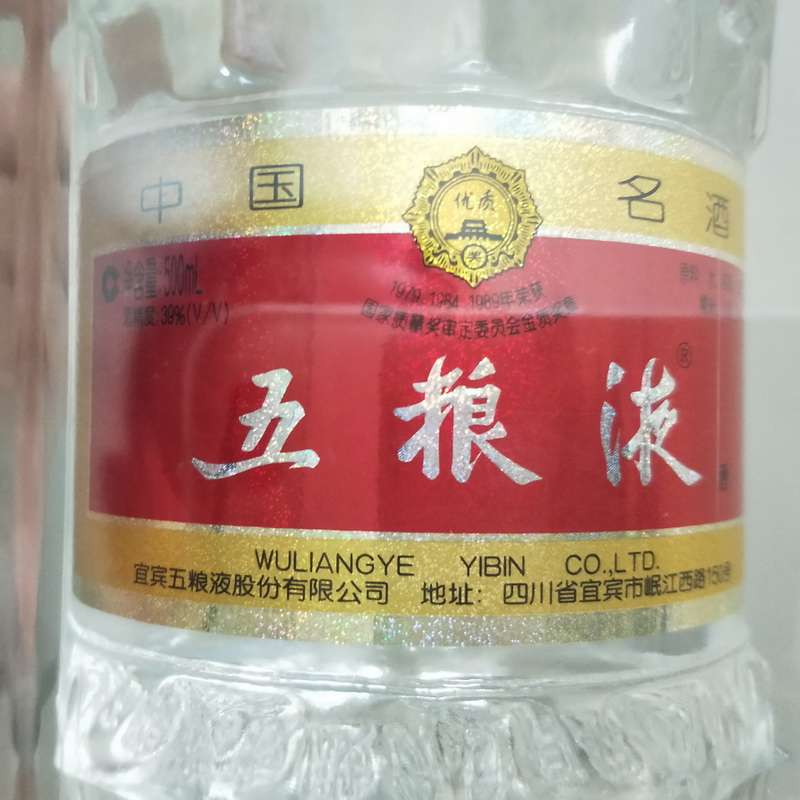 中国名酒
优质
奖
净含量:500mL
酒精度:39%(V/V)
1979.1984.1989年荣获
国家质量奖审定委员会金质奖章
五粮液®
WULIANGYE YIBIN CO.,LTD.
宜宾五粮液股份有限公司 地址: 四川省宜宾市岷江西路150号